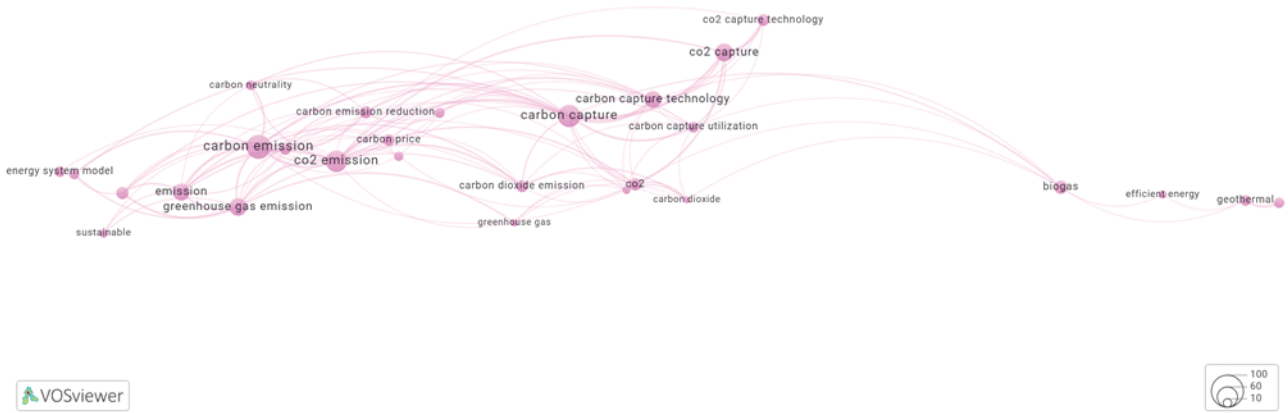 co2 capture technology
co2 capture
carbon neutrality
carbon capture technology
carbon emission reduction
carbon capture
carbon capture utilization
carbon price
carbon emission
co2 emission
energy system model
carbon dioxide emission
co2
biogas
emission
efficient energy
carbon dioxide
geothermal
greenhouse gas emission
greenhouse gas
sustainable
VOSviewer
100
60
10